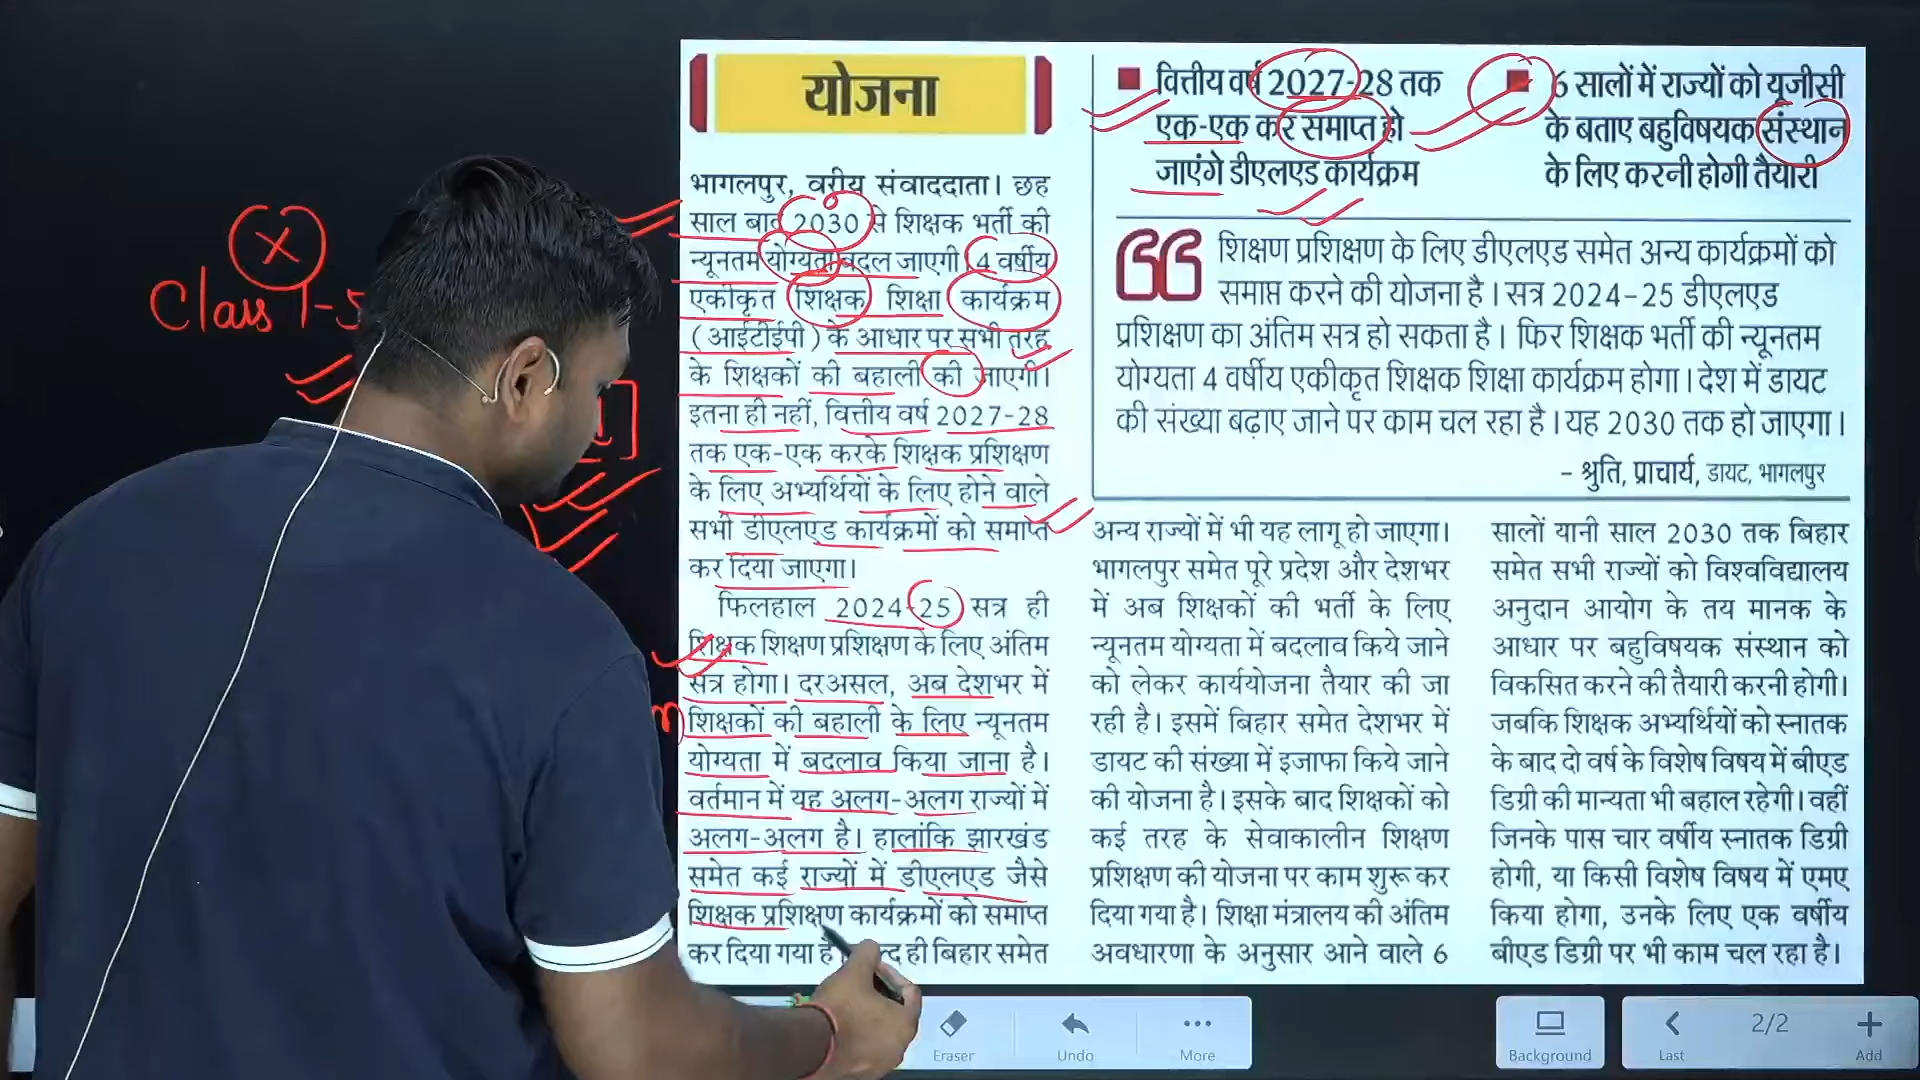 योजना
भागलपुर, वरीय संवाददाता। छह
साल बाद 2030 से शिक्षक भर्ती की
न्यूनतम योग्यता बदल जाएगी 4 वर्षीय
एकीकृत शिक्षक शिक्षा कार्यक्रम
(आईटीईपी) के आधार पर सभी तरह
के शिक्षकों की बहाली की जाएगी।
इतना ही नहीं, वित्तीय वर्ष 2027-28
तक एक-एक करके शिक्षक प्रशिक्षण
के लिए अभ्यर्थियों के लिए होने वाले
सभी डीएलएड कार्यक्रमों को समाप्त
कर दिया जाएगा।
फिलहाल 2024-25 सत्र ही
शिक्षक शिक्षण प्रशिक्षण के लिए अंतिम
सत्र होगा। दरअसल, अब देशभर में
शिक्षकों की बहाली के लिए न्यूनतम
योग्यता में बदलाव किया जाना है।
वर्तमान में यह अलग-अलग राज्यों में
अलग-अलग है। हालांकि झारखंड
समेत कई राज्यों में डीएलएड जैसे
शिक्षक प्रशिक्षण कार्यक्रमों को समाप्त
कर दिया गया है ही बिहार समेत
वित्तीय वर्ष 2027-28 तक
एक-एक कर समाप्त हो
जाएंगे डीएलएड कार्यक्रम
6 सालों में राज्यों को यूजीसी
के बताए बहुविषयक संस्थान
के लिए करनी होगी तैयारी
शिक्षण प्रशिक्षण के लिए डीएलएड समेत अन्य कार्यक्रमों को
समाप्त करने की योजना है। सत्र 2024-25 डीएलएड
प्रशिक्षण का अंतिम सत्र हो सकता है। फिर शिक्षक भर्ती की न्यूनतम
योग्यता 4 वर्षीय एकीकृत शिक्षक शिक्षा कार्यक्रम होगा। देश में डायट
की संख्या बढ़ाए जाने पर काम चल रहा है। यह 2030 तक हो जाएगा।
- श्रुति, प्राचार्य, डायट, भागलपुर
अन्य राज्यों में भी यह लागू हो जाएगा।
भागलपुर समेत पूरे प्रदेश और देशभर
में अब शिक्षकों की भर्ती के लिए
न्यूनतम योग्यता में बदलाव किये जाने
को लेकर कार्ययोजना तैयार की जा
रही है। इसमें बिहार समेत देशभर में
डायट की संख्या में इजाफा किये जाने
की योजना है। इसके बाद शिक्षकों को
कई तरह के सेवाकालीन शिक्षण
प्रशिक्षण की योजना पर काम शुरू कर
दिया गया है। शिक्षा मंत्रालय की अंतिम
अवधारणा के अनुसार आने वाले 6
सालों यानी साल 2030 तक बिहार
समेत सभी राज्यों को विश्वविद्यालय
अनुदान आयोग के तय मानक के
आधार पर बहुविषयक संस्थान को
विकसित करने की तैयारी करनी होगी।
जबकि शिक्षक अभ्यर्थियों को स्नातक
के बाद दो वर्ष के विशेष विषय में बीएड
डिग्री की मान्यता भी बहाल रहेगी। वहीं
जिनके पास चार वर्षीय स्नातक डिग्री
होगी, या किसी विशेष विषय में एमए
किया होगा, उनके लिए एक वर्षीय
बीएड डिग्री पर भी काम चल रहा है।
Class 1-5
Eraser
Undo
More
Background
Last
2/2
Add